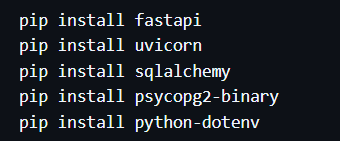 pip install fastapi
pip install uvicorn
pip install sqlalchemy
pip install psycopg2-binary
pip install python-dotenv